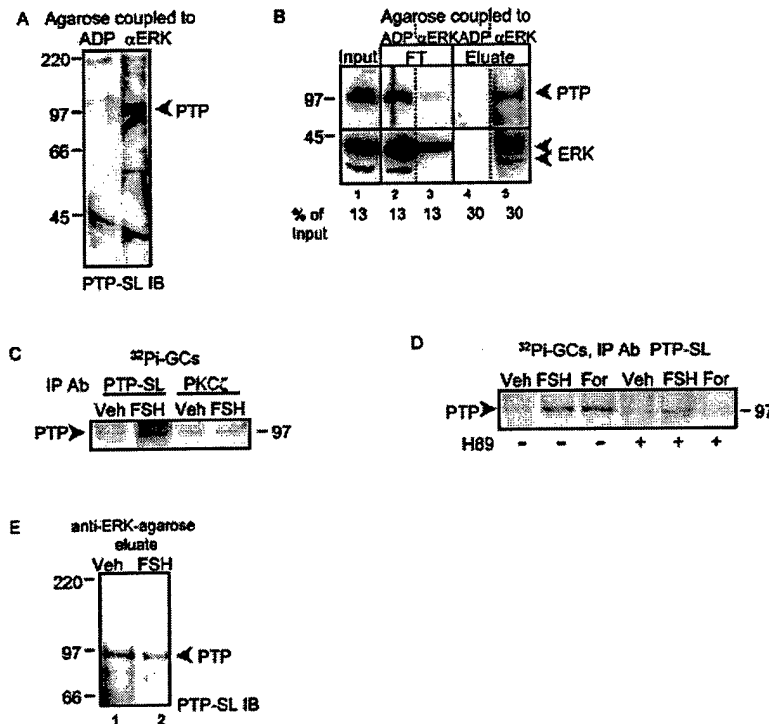 A Agarose coupled to
ADP αERK
220
97
66
45
PTP
PTP-SL IB
B Agarose coupled to
ADP αERK ADP αERK
Input FT Eluate
97
45
PTP
ERK
1 2 3 4 5
% of Input 13 13 13 30 30
C
³²Pi-GCs
IP Ab PTP-SL PKCζ
Veh FSH Veh FSH
PTP 97
D
³²Pi-GCs, IP Ab PTP-SL
Veh FSH For Veh FSH For
PTP 97
H89 - - - + + +
E
anti-ERK-agarose
eluate
Veh FSH
220
97
66
PTP
PTP-SL IB
1 2